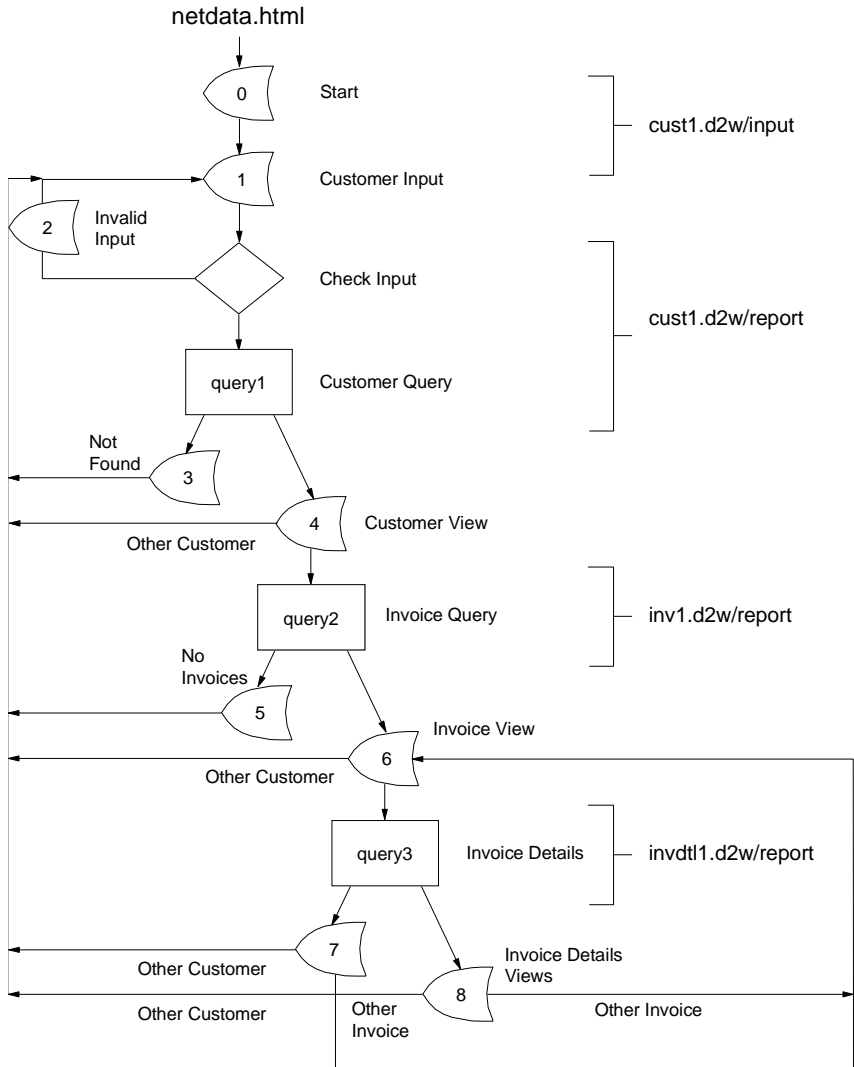 netdata.html
0
Start
cust1.d2w/input
1
Customer Input
2
Invalid
Input
Check Input
cust1.d2w/report
query1
Customer Query
Not
Found
3
4
Customer View
Other Customer
query2
Invoice Query
inv1.d2w/report
No
Invoices
5
Invoice View
6
Other Customer
query3
Invoice Details
invdtl1.d2w/report
7
Other Customer
Invoice Details
Views
8
Other Customer
Other
Invoice
Other Invoice